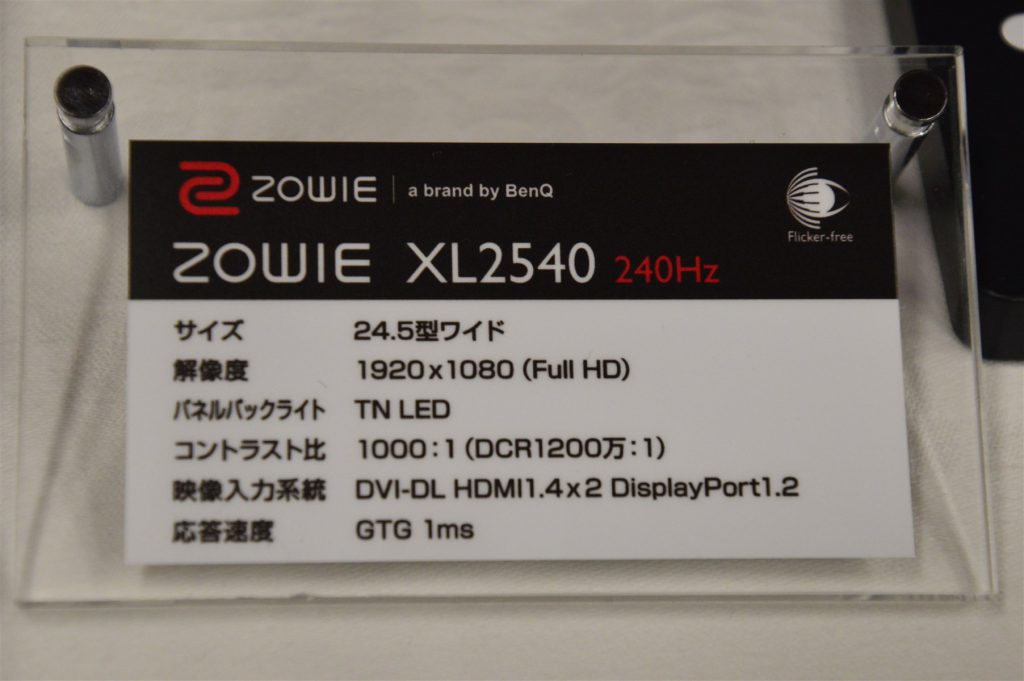 ZOWIE a brand by BenQ
Flicker-free
ZOWIE XL2540 240Hz
サイズ 24.5型ワイド
解像度 1920x1080 (Full HD)
パネルバックライト TN LED
コントラスト比 1000:1 (DCR1200万:1)
映像入力系統 DVI-DL HDMI1.4x2 DisplayPort1.2
応答速度 GTG 1ms